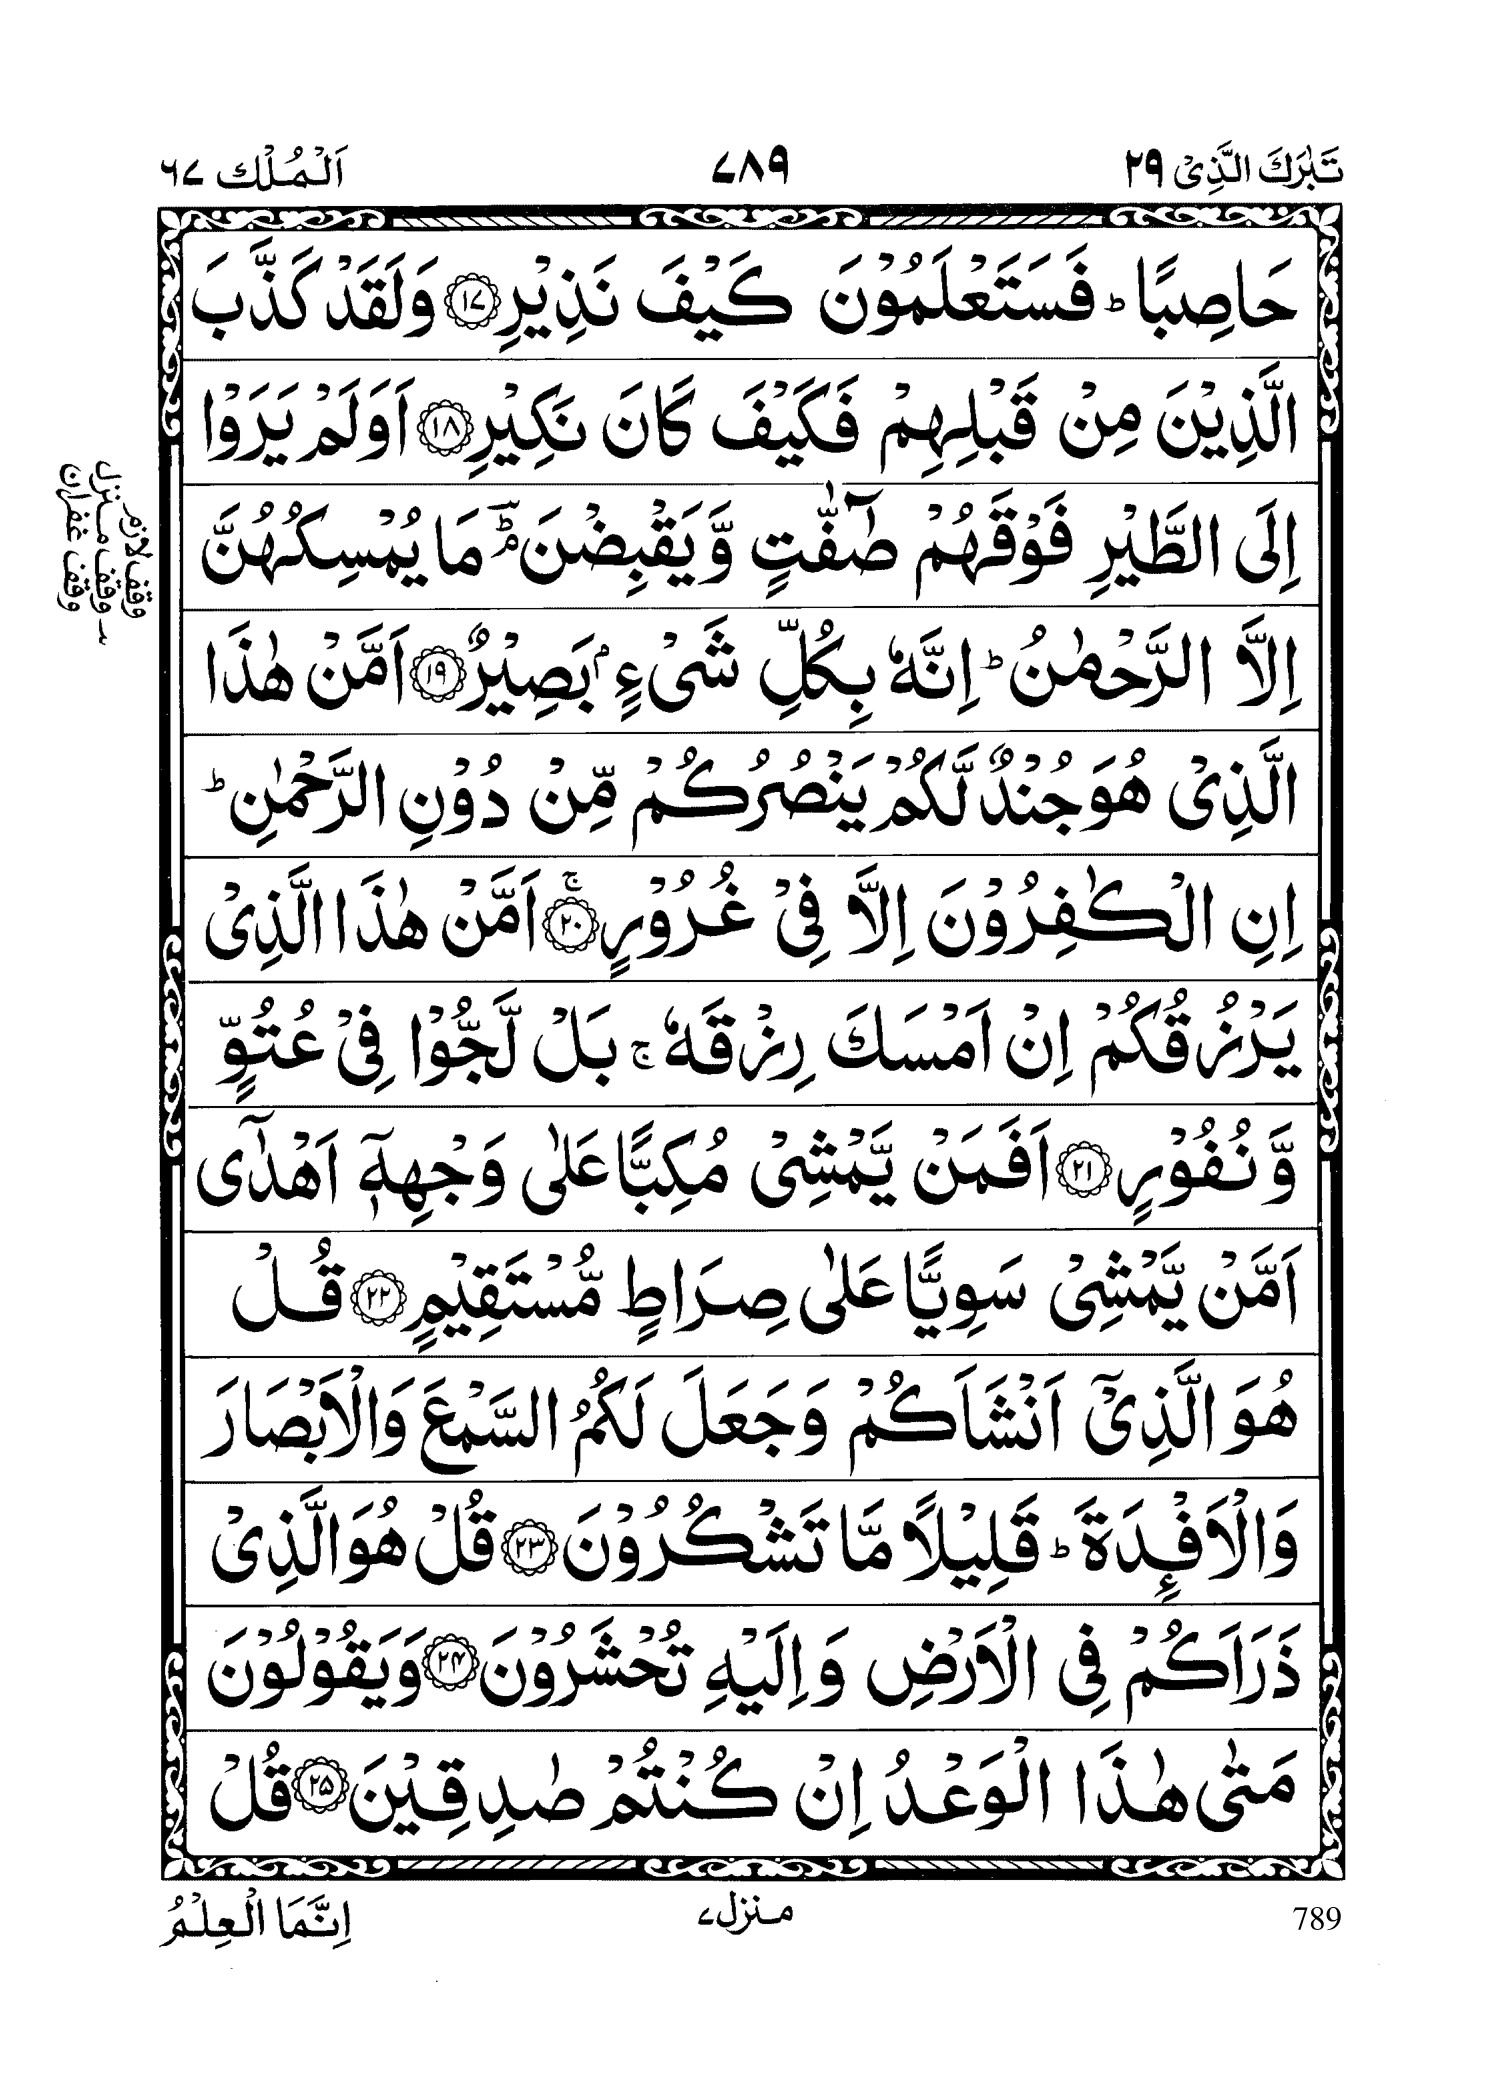 تَبٰرَكَ الَّذِیْ ۲۹
۷۸۹
اَلْمُلْك ۶۷
حَاصِبًا ؕ فَسَتَعْلَمُوْنَ كَیْفَ نَذِیْرِ ۝۱۷ وَلَقَدْ كَذَّبَ
الَّذِیْنَ مِنْ قَبْلِهِمْ فَكَیْفَ كَانَ نَكِیْرِ ۝۱۸ اَوَلَمْ یَرَوْا
اِلَی الطَّیْرِ فَوْقَهُمْ صٰٓفّٰتٍ وَّیَقْبِضْنَ ؔۘؕ مَا یُمْسِكُهُنَّ
اِلَّا الرَّحْمٰنُ ؕ اِنَّهٗ بِكُلِّ شَیْءٍۭ بَصِیْرٌ ۝۱۹ اَمَّنْ هٰذَا
الَّذِیْ هُوَ جُنْدٌ لَّكُمْ یَنْصُرُكُمْ مِّنْ دُوْنِ الرَّحْمٰنِ ؕ
اِنِ الْكٰفِرُوْنَ اِلَّا فِیْ غُرُوْرٍ ۝۲۰ ۚ اَمَّنْ هٰذَا الَّذِیْ
یَرْزُقُكُمْ اِنْ اَمْسَكَ رِزْقَهٗ ۚ بَلْ لَّجُّوْا فِیْ عُتُوٍّ
وَّنُفُوْرٍ ۝۲۱ اَفَمَنْ یَّمْشِیْ مُكِبًّا عَلٰی وَجْهِهٖۤ اَهْدٰۤی
اَمَّنْ یَّمْشِیْ سَوِیًّا عَلٰی صِرَاطٍ مُّسْتَقِیْمٍ ۝۲۲ قُلْ
هُوَ الَّذِیْۤ اَنْشَاَكُمْ وَجَعَلَ لَكُمُ السَّمْعَ وَالْاَبْصَارَ
وَالْاَفْـِٕدَةَ ؕ قَلِیْلًا مَّا تَشْكُرُوْنَ ۝۲۳ قُلْ هُوَ الَّذِیْ
ذَرَاَكُمْ فِی الْاَرْضِ وَاِلَیْهِ تُحْشَرُوْنَ ۝۲۴ وَیَقُوْلُوْنَ
مَتٰی هٰذَا الْوَعْدُ اِنْ كُنْتُمْ صٰدِقِیْنَ ۝۲۵ قُلْ
وقف لازم
وقف منزل
وقف غفران
789
منزل ۷
اِنَّمَا الْعِلْمُ